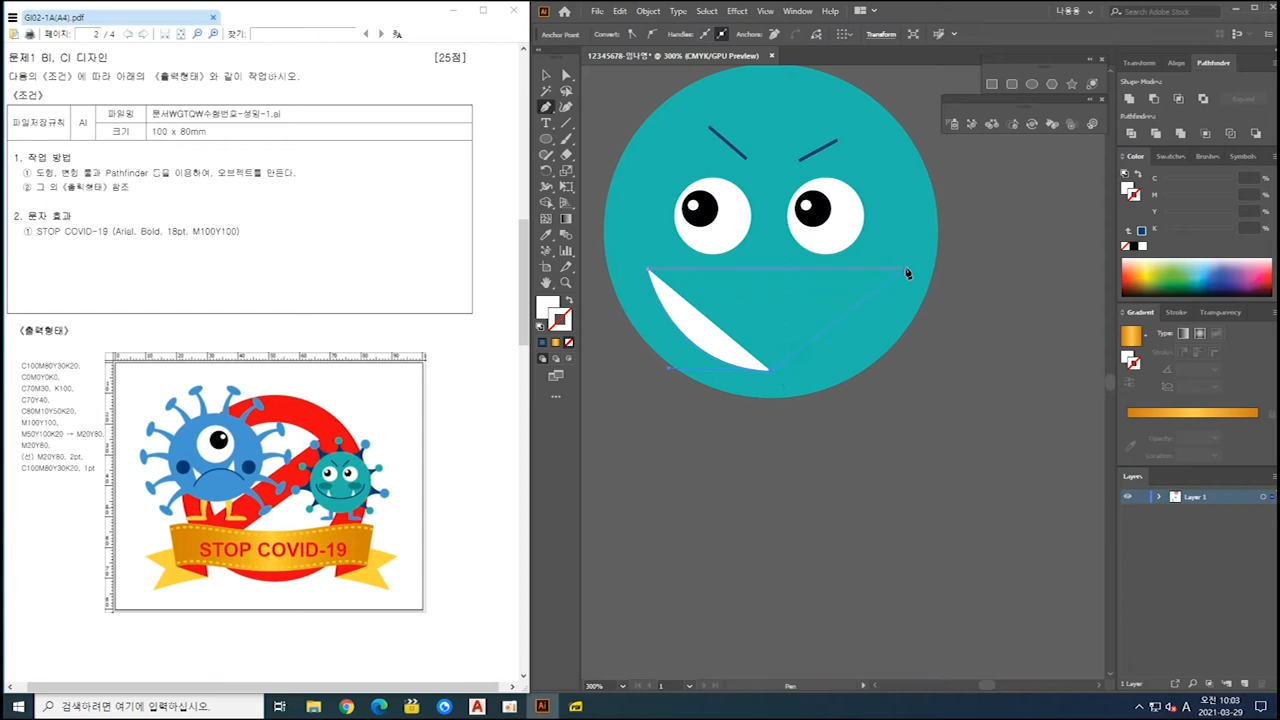 GI02-1A(A4).pdf
페이지: 2 / 4 찾기:
문제1 BI, CI 디자인 [25점]
다음의 《조건》에 따라 아래의 《출력형태》와 같이 작업하시오.
《조건》
파일저장규칙 AI 파일명 문서₩GTQ₩수험번호-성명-1.ai
크기 100 x 80mm
1. 작업 방법
① 도형, 변형 툴과 Pathfinder 등을 이용하여, 오브젝트를 만든다.
② 그 외《출력형태》참조
2. 문자 효과
① STOP COVID-19 (Arial, Bold, 18pt, M100Y100)
《출력형태》
C100M80Y30K20,
C0M0Y0K0,
C70M30, K100,
C70Y40,
C80M10Y50K20,
M100Y100,
M50Y100K20 → M20Y80,
M20Y80,
(선) M20Y80, 2pt,
C100M80Y30K20, 1pt
STOP COVID-19
검색하려면 여기에 입력하십시오.
Ai File Edit Object Type Select Effect View Window Help 나용웅 Search Adobe Stock
Anchor Point Convert: Handles: Anchors: Transform
12345678-임나영* @ 300% (CMYK/GPU Preview)
Transform Align Pathfinder
Shape Modes:
Expand
Pathfinders:
Color Swatches Brushes Symbols
C
M
Y
K
Gradient Stroke Transparency
Type:
Stroke:
Opacity:
Location:
Layers
Layer 1
1 Layer
300% 1 Pen
오전 10:03
2021-03-29